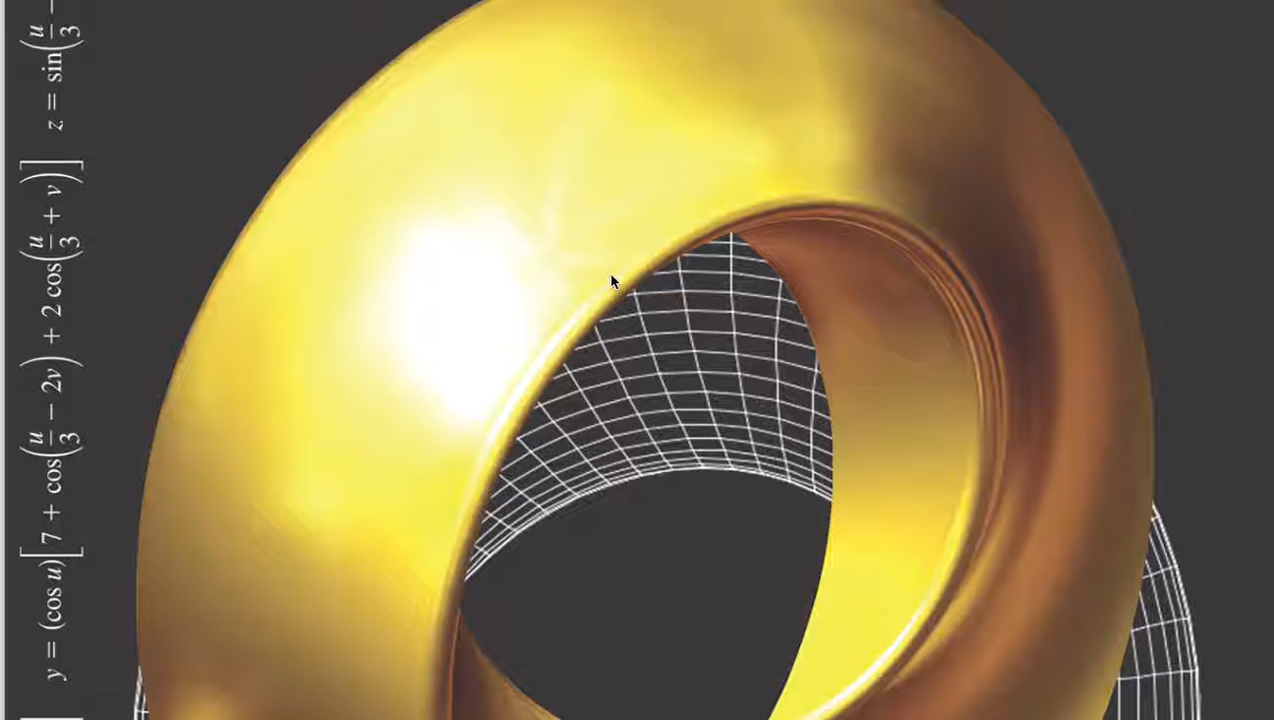 y = (cos u)[7 + cos(u/3 − 2v) + 2 cos(u/3 + v)] z = sin(u/3 −